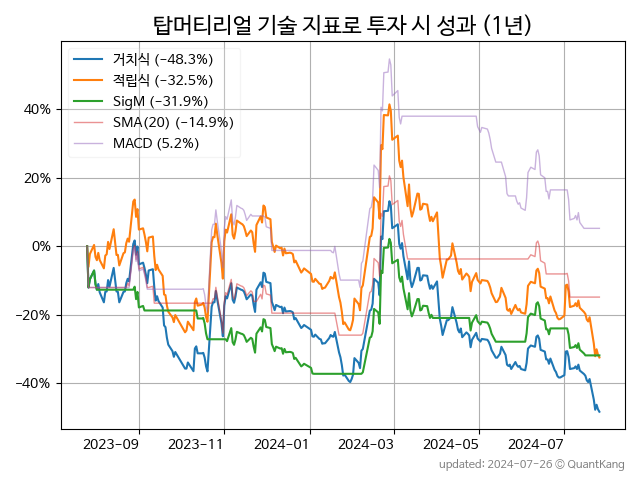 탑머티리얼 기술 지표로 투자 시 성과 (1년)
거치식 (−48.3%)
적립식 (−32.5%)
SigM (−31.9%)
SMA(20) (−14.9%)
MACD (5.2%)
40%
20%
0%
−20%
−40%
2023−09 2023−11 2024−01 2024−03 2024−05 2024−07
updated: 2024-07-26 © QuantKang